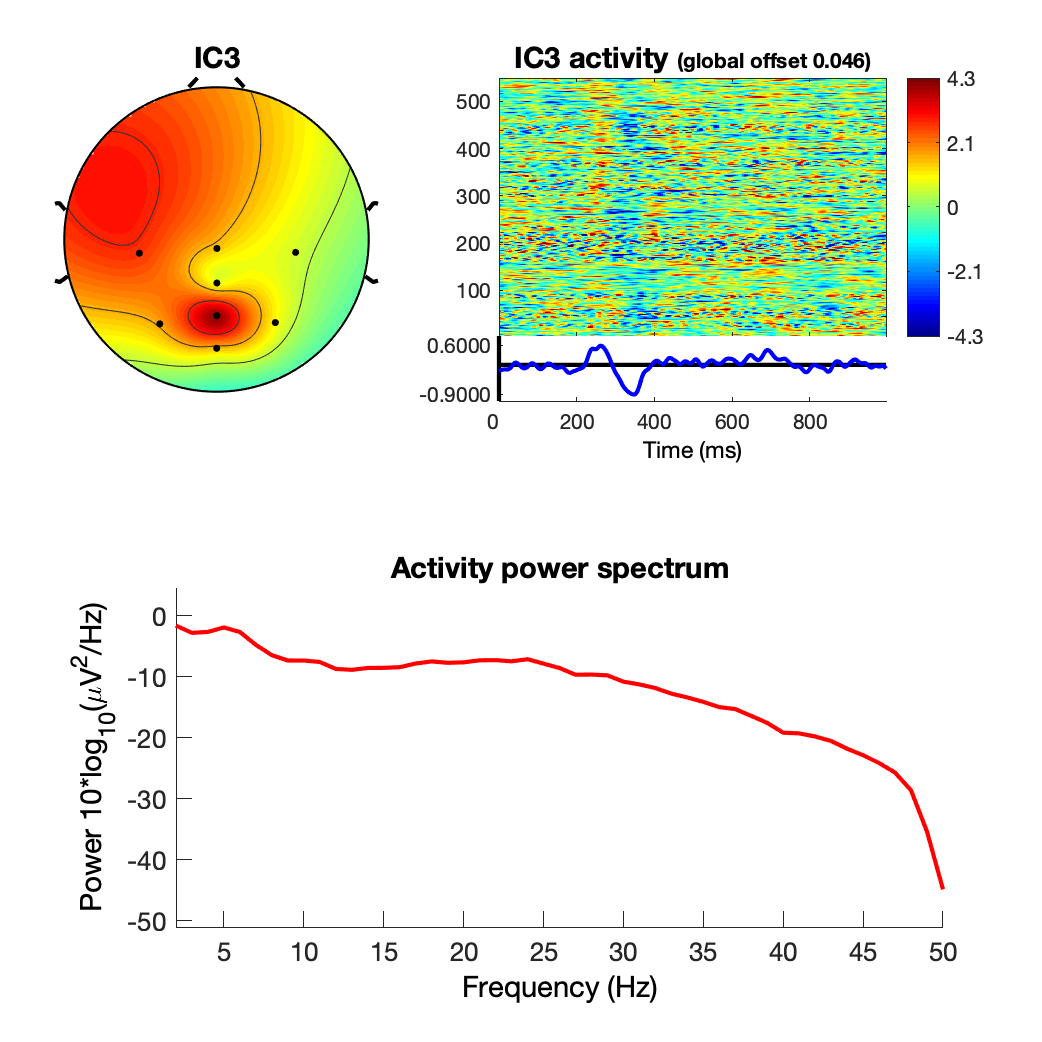 IC3
IC3 activity (global offset 0.046)
500
400
300
200
100
4.3
2.1
0
-2.1
-4.3
0.6000
-0.9000
0 200 400 600 800
Time (ms)
Activity power spectrum
Power 10*log10(μV2/Hz)
0
-10
-20
-30
-40
-50
5 10 15 20 25 30 35 40 45 50
Frequency (Hz)